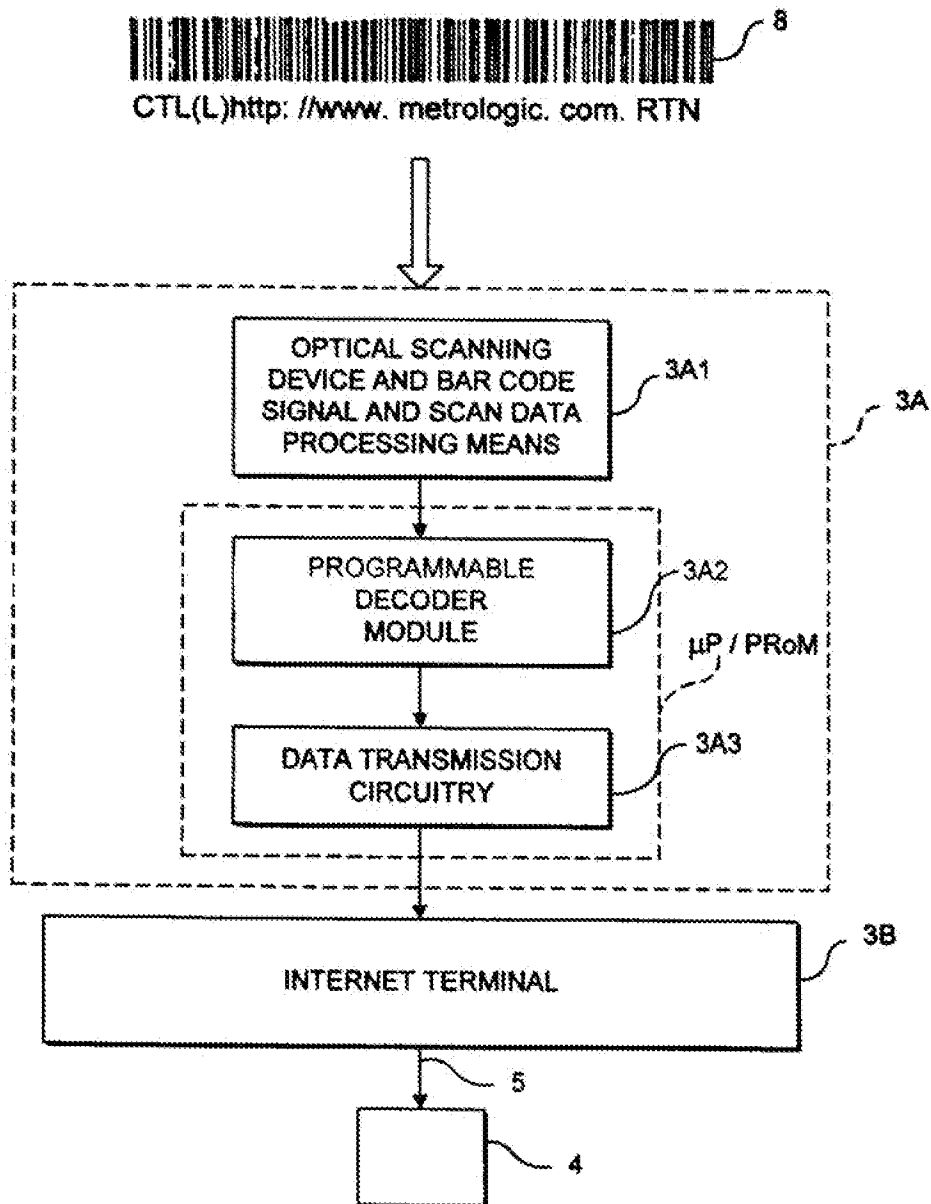 8
CTL(L)http: //www. metrologic. com. RTN
OPTICAL SCANNING
DEVICE AND BAR CODE
SIGNAL AND SCAN DATA
PROCESSING MEANS
3A1
3A
PROGRAMMABLE
DECODER
MODULE
3A2
µP / PRoM
DATA TRANSMISSION
CIRCUITRY
3A3
INTERNET TERMINAL
3B
5
4